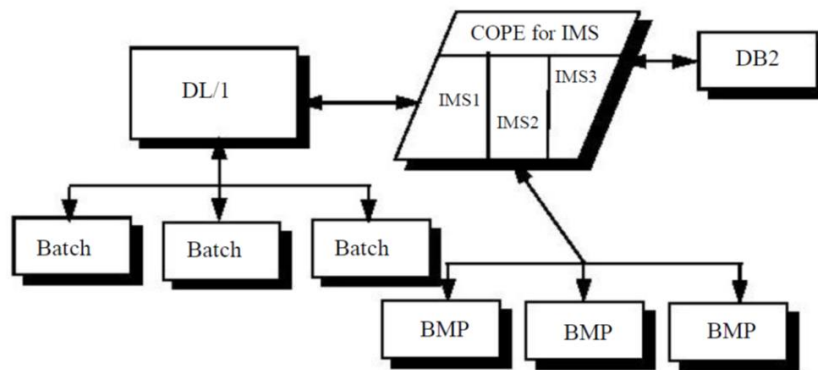 COPE for IMS
DL/1
IMS1
IMS2
IMS3
DB2
Batch
Batch
Batch
BMP
BMP
BMP